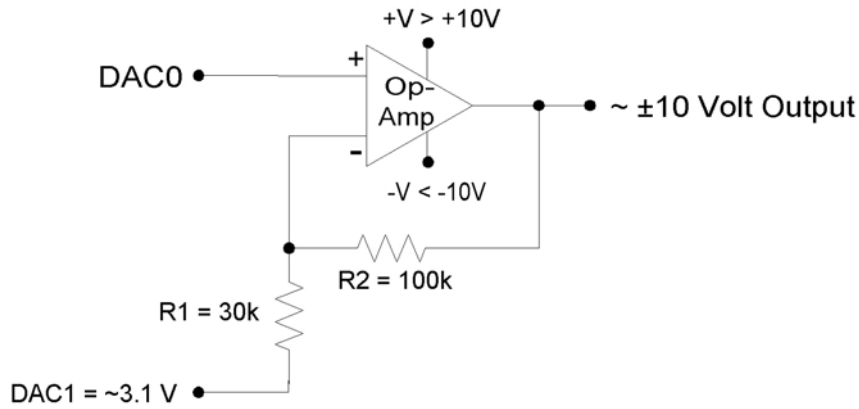 +V > +10V
+
DAC0
Op-
Amp
~ ±10 Volt Output
-
-V < -10V
R2 = 100k
R1 = 30k
DAC1 = ~3.1 V